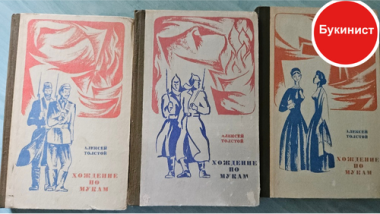 Букинист
АЛЕКСЕЙ
ТОЛСТОЙ
ХОЖДЕНИЕ
ПО
МУКАМ
АЛЕКСЕЙ
ТОЛСТОЙ
ХОЖДЕНИЕ
ПО
МУКАМ
АЛЕКСЕЙ
ТОЛСТОЙ
ХОЖДЕНИЕ
ПО
МУКАМ